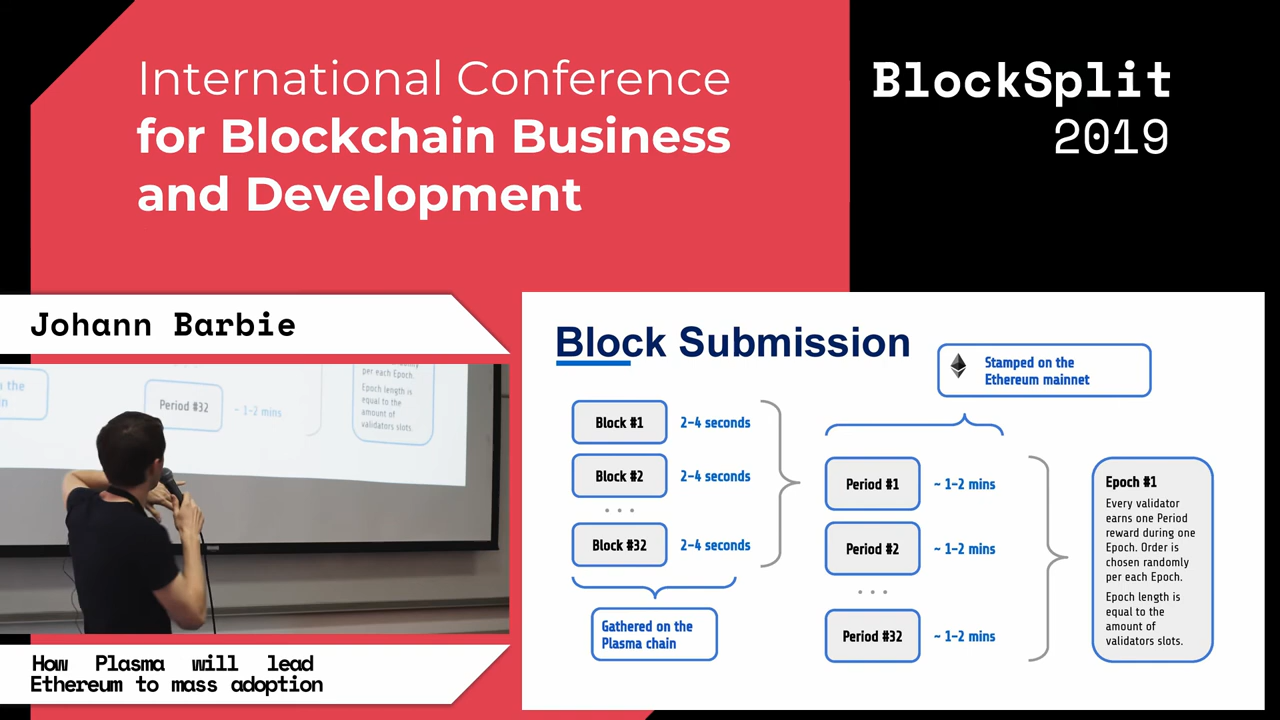 International Conference
for Blockchain Business
and Development
BlockSplit
2019
Johann Barbie
Period #32
~ 1-2 mins
per each Epoch.
Epoch length is
equal to the
amount of
validators slots.
How Plasma will lead
Ethereum to mass adoption
Block Submission
Stamped on the
Ethereum mainnet
Block #1
2-4 seconds
Block #2
2-4 seconds
. . .
Block #32
2-4 seconds
Gathered on the
Plasma chain
Period #1
~ 1-2 mins
Period #2
~ 1-2 mins
. . .
Period #32
~ 1-2 mins
Epoch #1
Every validator
earns one Period
reward during one
Epoch. Order is
chosen randomly
per each Epoch.
Epoch length is
equal to the
amount of
validators slots.